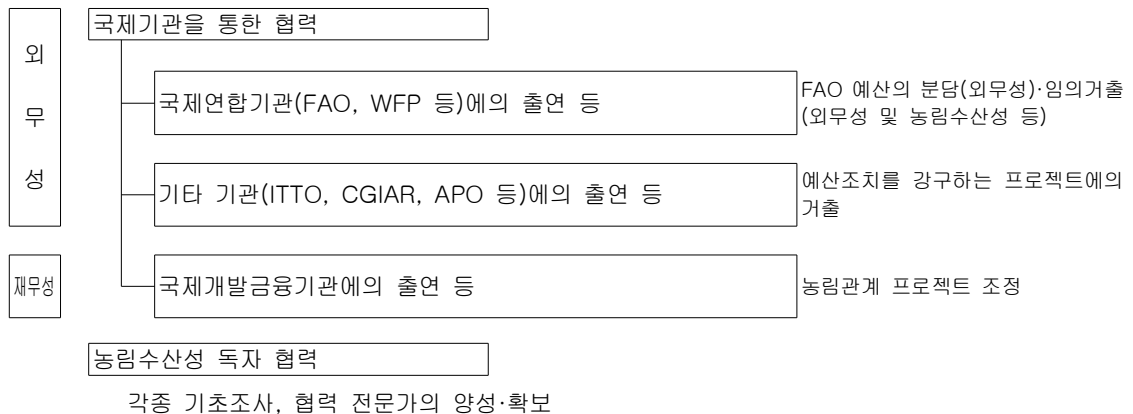 외
무
성
국제기관을 통한 협력
국제연합기관(FAO, WFP 등)에의 출연 등
FAO 예산의 분담(외무성)·임의거출
(외무성 및 농림수산성 등)
기타 기관(ITTO, CGIAR, APO 등)에의 출연 등
예산조치를 강구하는 프로젝트에의
거출
재무성
국제개발금융기관에의 출연 등
농림관계 프로젝트 조정
농림수산성 독자 협력
각종 기초조사, 협력 전문가의 양성·확보